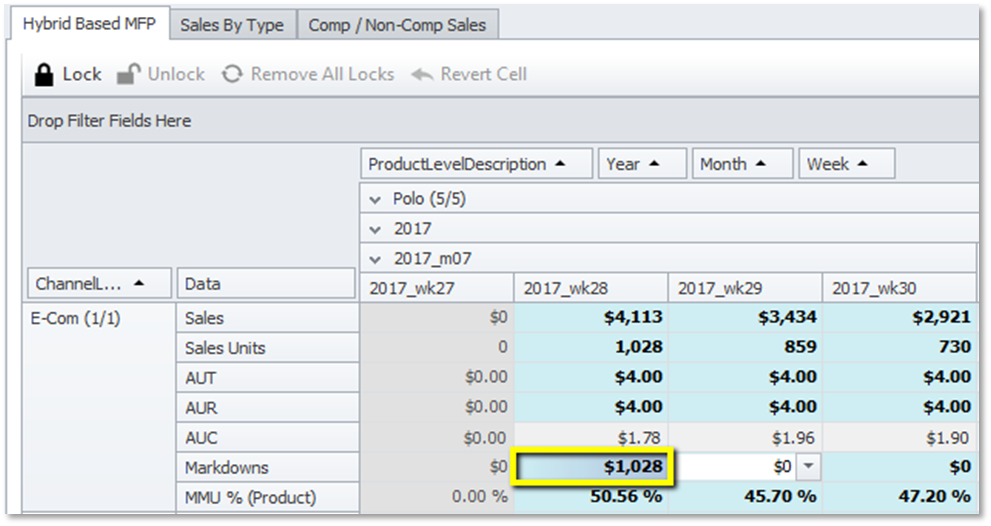 Hybrid Based MFP Sales By Type Comp / Non-Comp Sales
Lock Unlock Remove All Locks Revert Cell
Drop Filter Fields Here
ProductLevelDescription Year Month Week
Polo (5/5)
2017
2017_m07
ChannelL... Data 2017_wk27 2017_wk28 2017_wk29 2017_wk30
E-Com (1/1) Sales $0 $4,113 $3,434 $2,921
Sales Units 0 1,028 859 730
AUT $0.00 $4.00 $4.00 $4.00
AUR $0.00 $4.00 $4.00 $4.00
AUC $0.00 $1.78 $1.96 $1.90
Markdowns $0 $1,028 $0 $0
MMU % (Product) 0.00 % 50.56 % 45.70 % 47.20 %